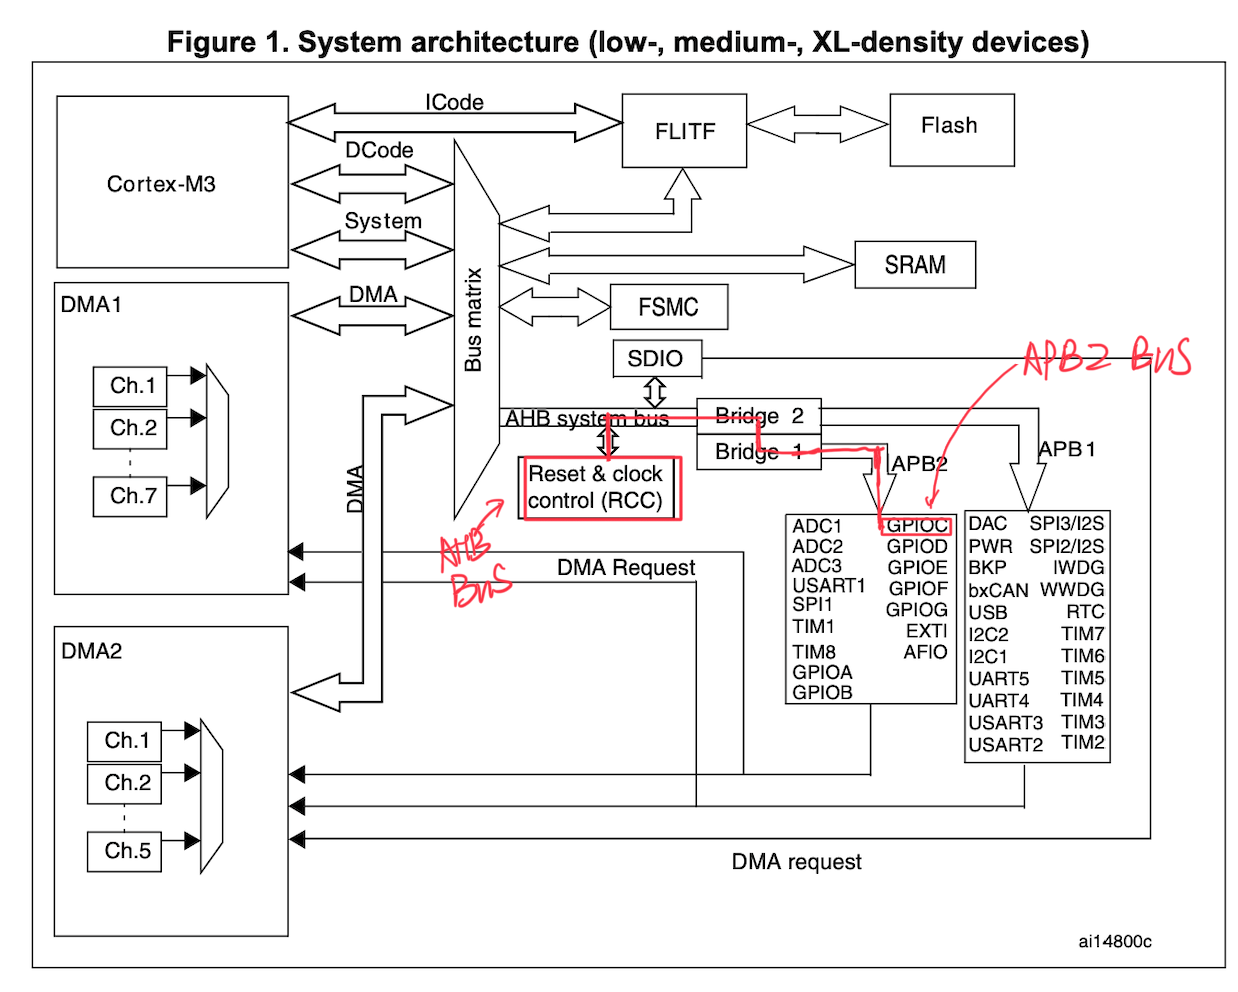 Figure 1. System architecture (low-, medium-, XL-density devices)
ICode
FLITF
Flash
Cortex-M3
DCode
System
DMA
Bus matrix
SRAM
FSMC
SDIO
APB2 Bus
DMA1
Ch.1
Ch.2
Ch.7
AHB system bus
Bridge 2
Bridge 1
APB2
APB1
Reset & clock
control (RCC)
AHB
Bus
DMA
DMA Request
ADC1 GPIOC
ADC2 GPIOD
ADC3 GPIOE
USART1 GPIOF
SPI1 GPIOG
TIM1 EXTI
TIM8 AFIO
GPIOA
GPIOB
DAC SPI3/I2S
PWR SPI2/I2S
BKP IWDG
bxCAN WWDG
USB RTC
I2C2 TIM7
I2C1 TIM6
UART5 TIM5
UART4 TIM4
USART3 TIM3
USART2 TIM2
DMA2
Ch.1
Ch.2
Ch.5
DMA request
ai14800c